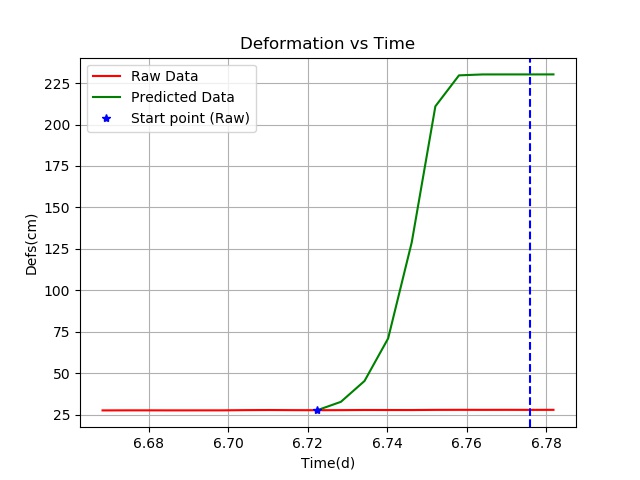 Deformation vs Time
Raw Data
Predicted Data
Start point (Raw)
225
200
175
150
125
100
75
50
25
Defs(cm)
6.68 6.70 6.72 6.74 6.76 6.78
Time(d)